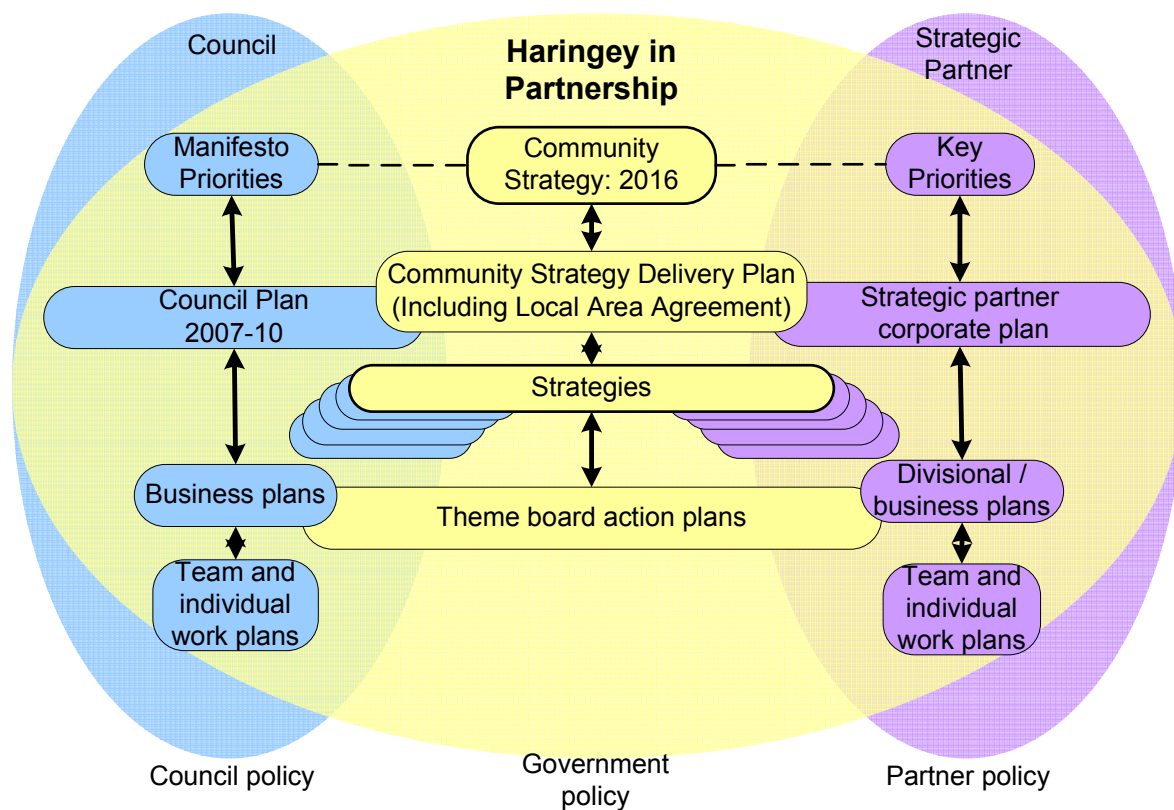 Council
Haringey in
Partnership
Strategic
Partner
Manifesto
Priorities
Community
Strategy: 2016
Key
Priorities
Community Strategy Delivery Plan
(Including Local Area Agreement)
Council Plan
2007-10
Strategic partner
corporate plan
Strategies
Business plans
Theme board action plans
Divisional /
business plans
Team and
individual
work plans
Team and
individual
work plans
Council policy
Government
policy
Partner policy